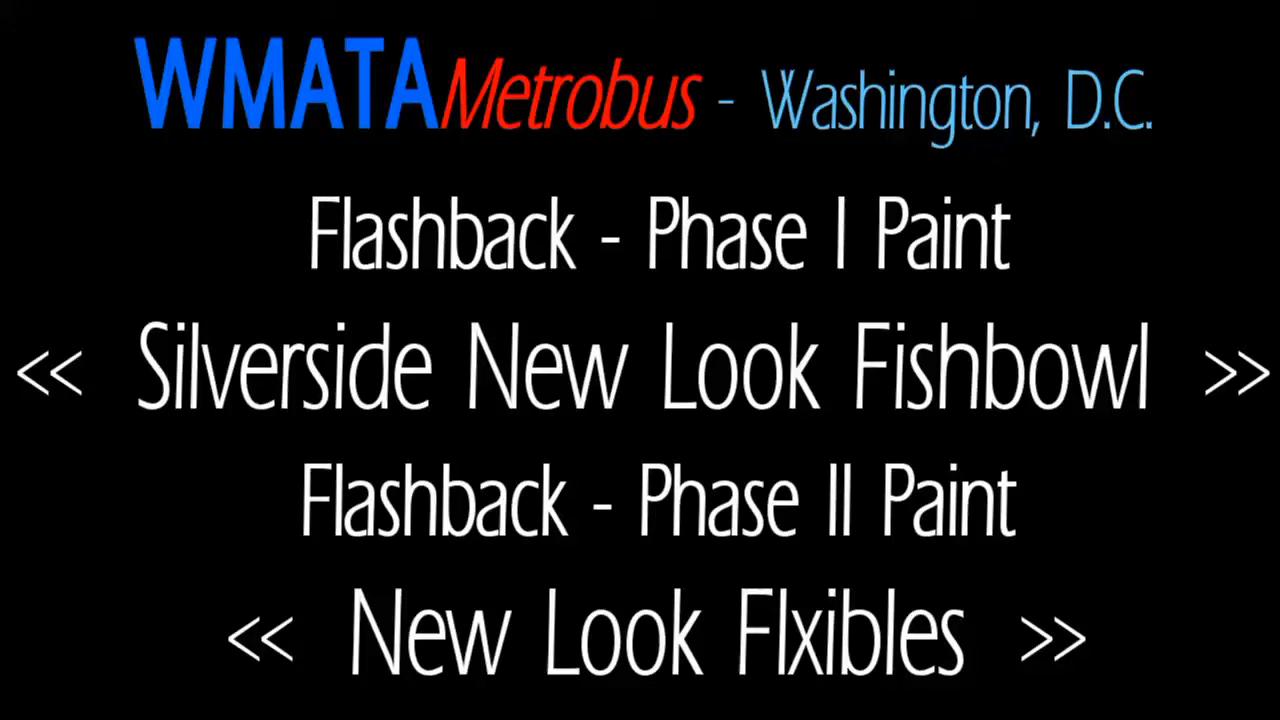 WMATA Metrobus - Washington, D.C.
Flashback - Phase I Paint
<< Silverside New Look Fishbowl >>
Flashback - Phase II Paint
<< New Look Flxibles >>